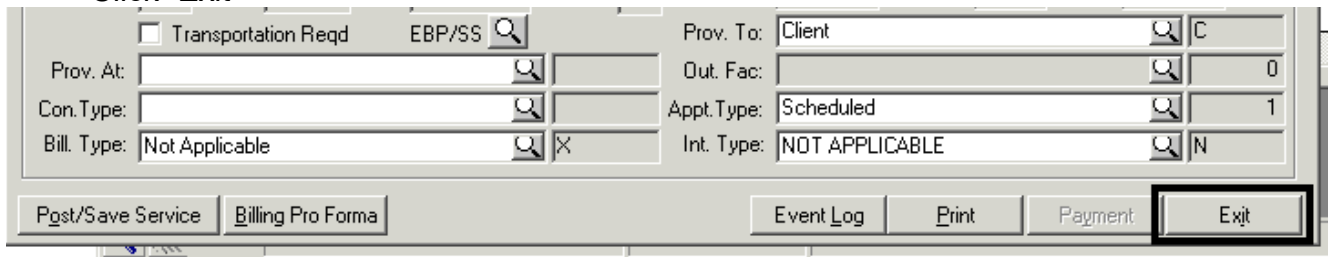 Transportation Reqd EBP/SS Prov. To: Client C
Prov. At: Out. Fac: 0
Con.Type: Appt.Type: Scheduled 1
Bill. Type: Not Applicable X Int. Type: NOT APPLICABLE N
Post/Save Service Billing Pro Forma Event Log Print Payment Exit